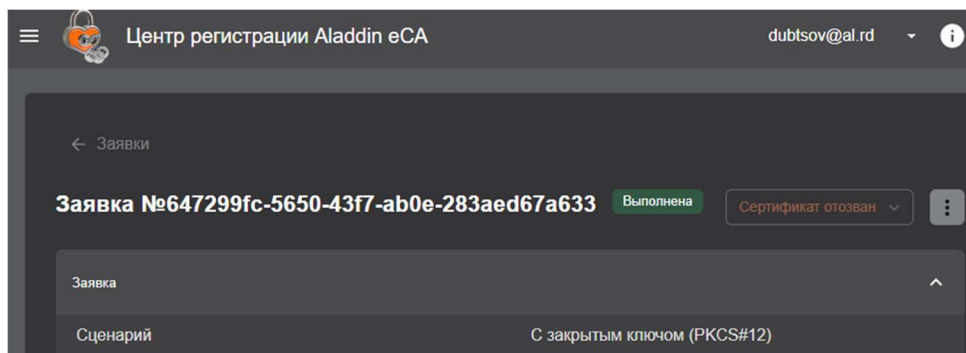 Центр регистрации Aladdin eCA dubtsov@al.rd
Заявки
Заявка №647299fc-5650-43f7-ab0e-283aed67a633 Выполнена Сертификат отозван
Заявка
Сценарий С закрытым ключом (PKCS#12)